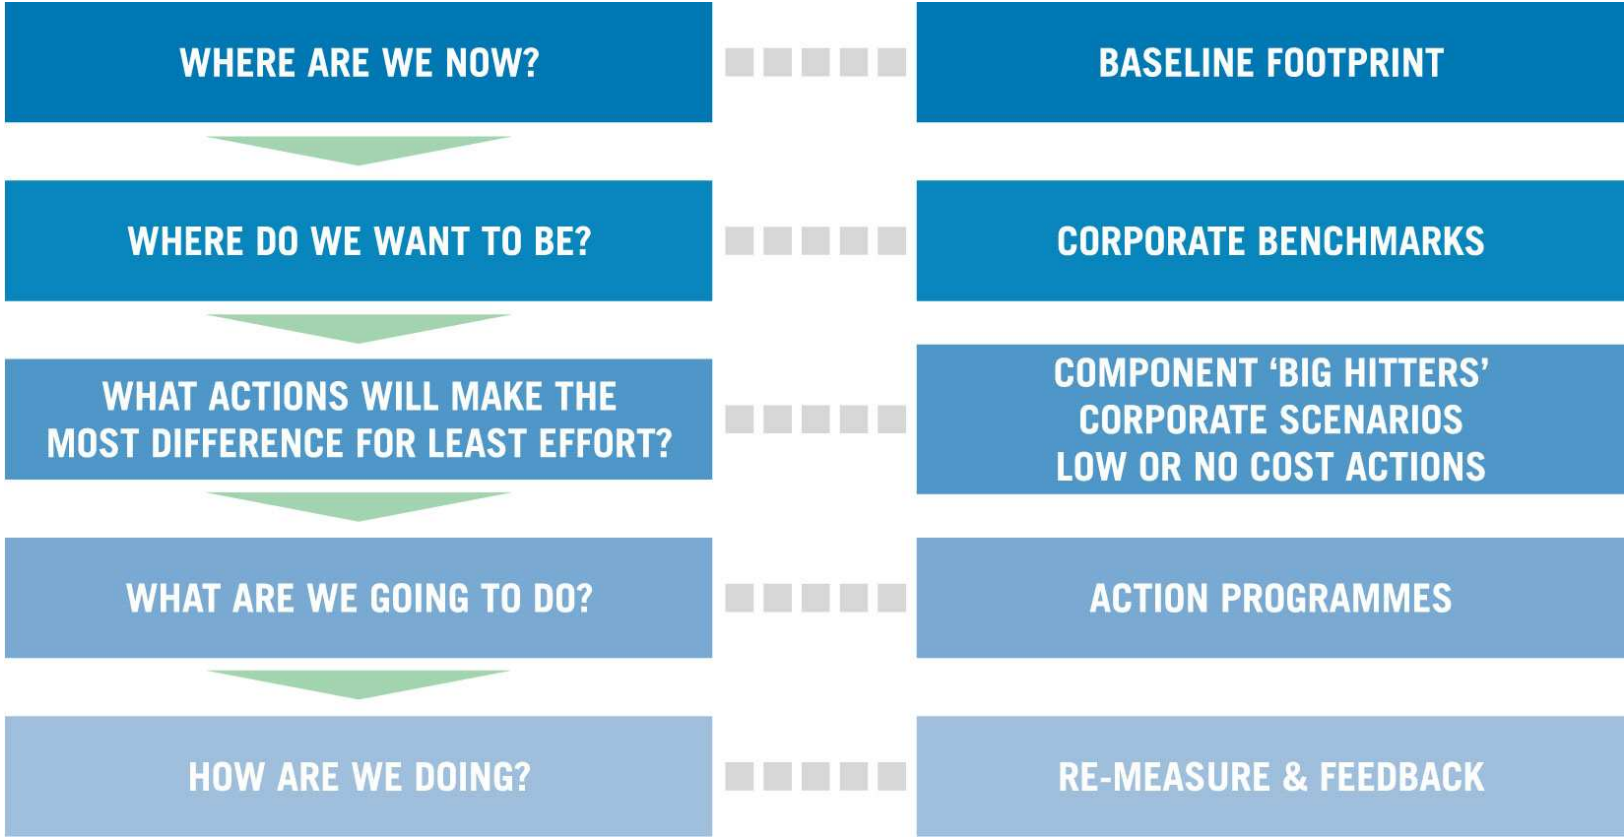 WHERE ARE WE NOW?
BASELINE FOOTPRINT
WHERE DO WE WANT TO BE?
CORPORATE BENCHMARKS
WHAT ACTIONS WILL MAKE THE
MOST DIFFERENCE FOR LEAST EFFORT?
COMPONENT ‘BIG HITTERS’
CORPORATE SCENARIOS
LOW OR NO COST ACTIONS
WHAT ARE WE GOING TO DO?
ACTION PROGRAMMES
HOW ARE WE DOING?
RE-MEASURE & FEEDBACK